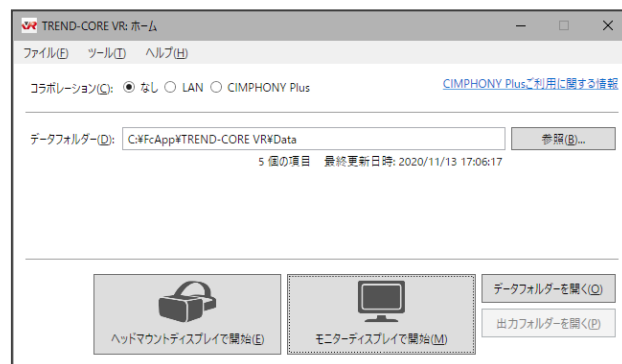 TREND-CORE VR: ホーム
ファイル(F) ツール(T) ヘルプ(H)
コラボレーション(C): なし LAN CIMPHONY Plus CIMPHONY Plusご利用に関する情報
データフォルダー(D): C:¥FcApp¥TREND-CORE VR¥Data 参照(B)...
5 個の項目 最終更新日時: 2020/11/13 17:06:17
ヘッドマウントディスプレイで開始(E)
モニターディスプレイで開始(M)
データフォルダーを開く(O)
出力フォルダーを開く(P)